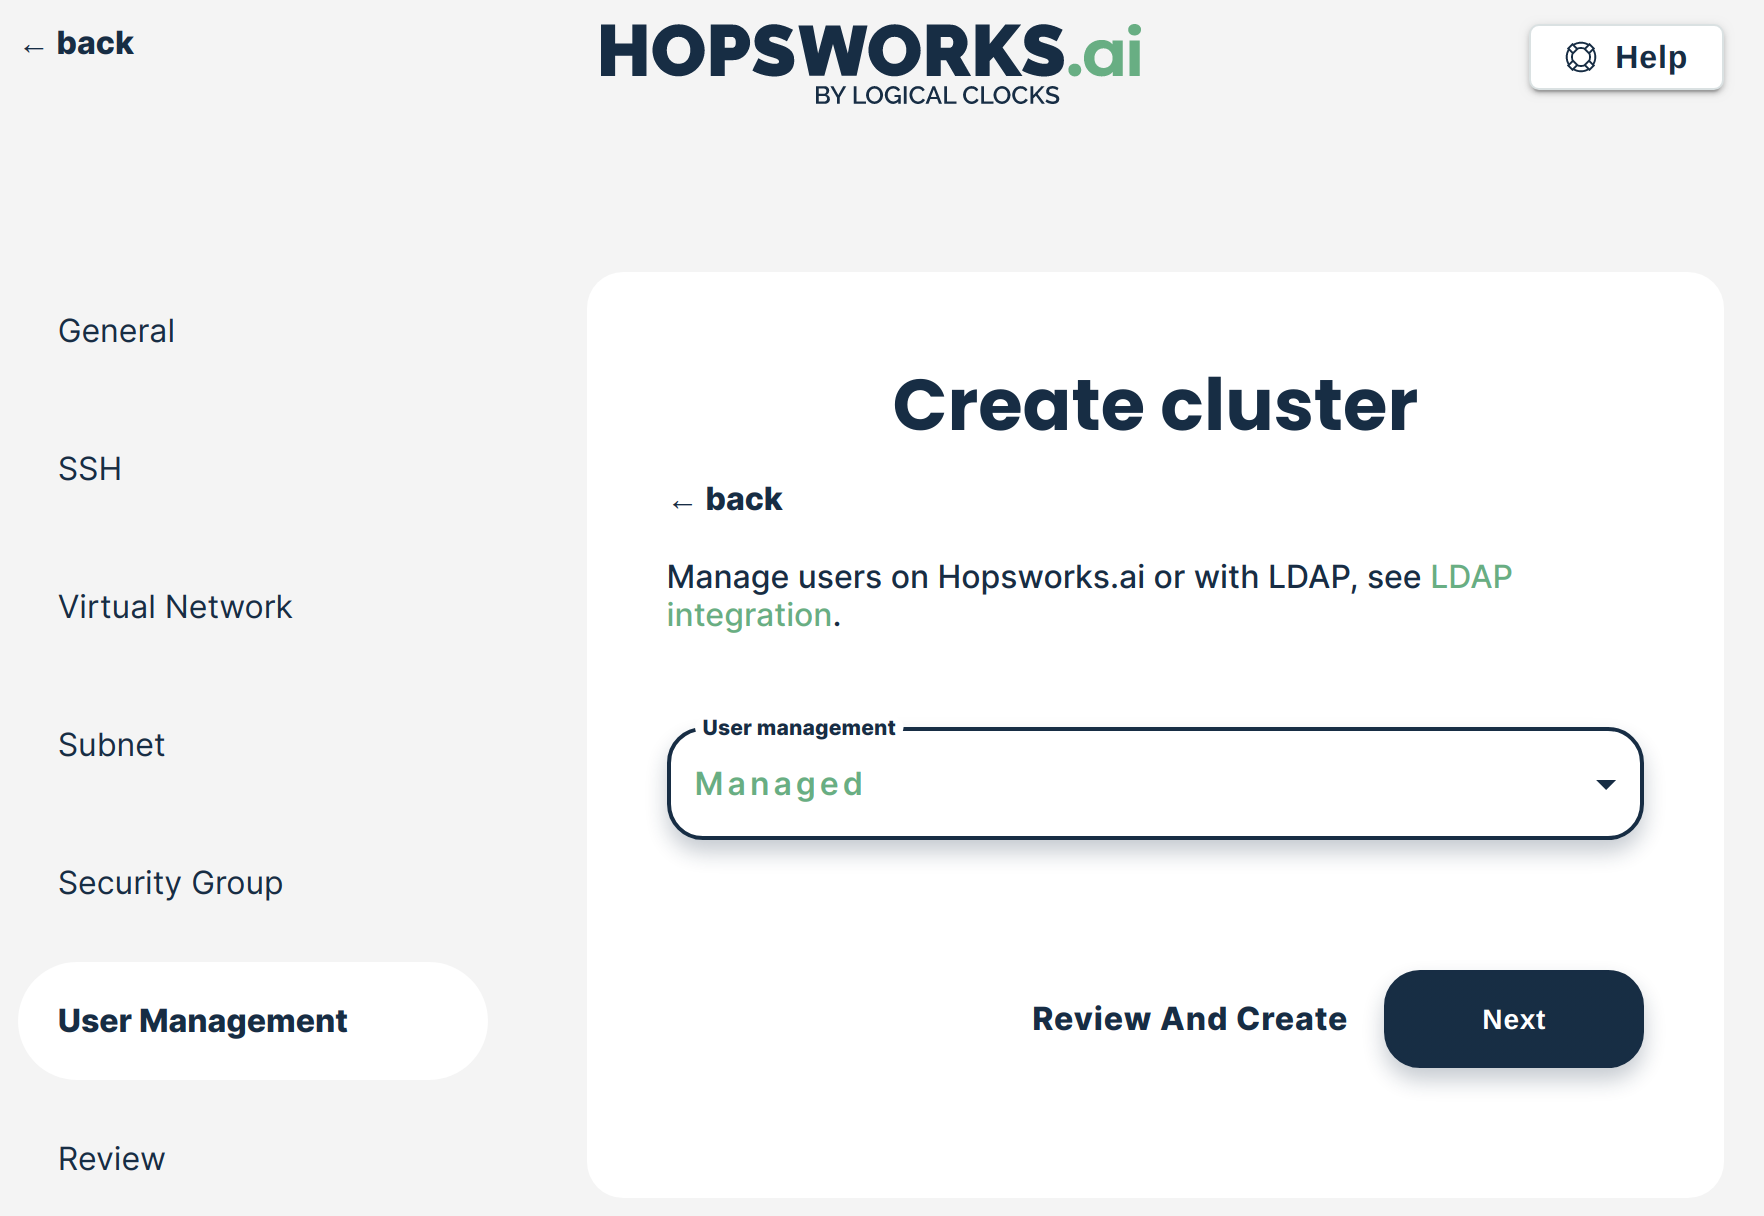 ← back
HOPSWORKS.ai
BY LOGICAL CLOCKS
Help
General
SSH
Virtual Network
Subnet
Security Group
User Management
Review
Create cluster
← back
Manage users on Hopsworks.ai or with LDAP, see LDAP
integration.
User management
Managed
Review And Create
Next